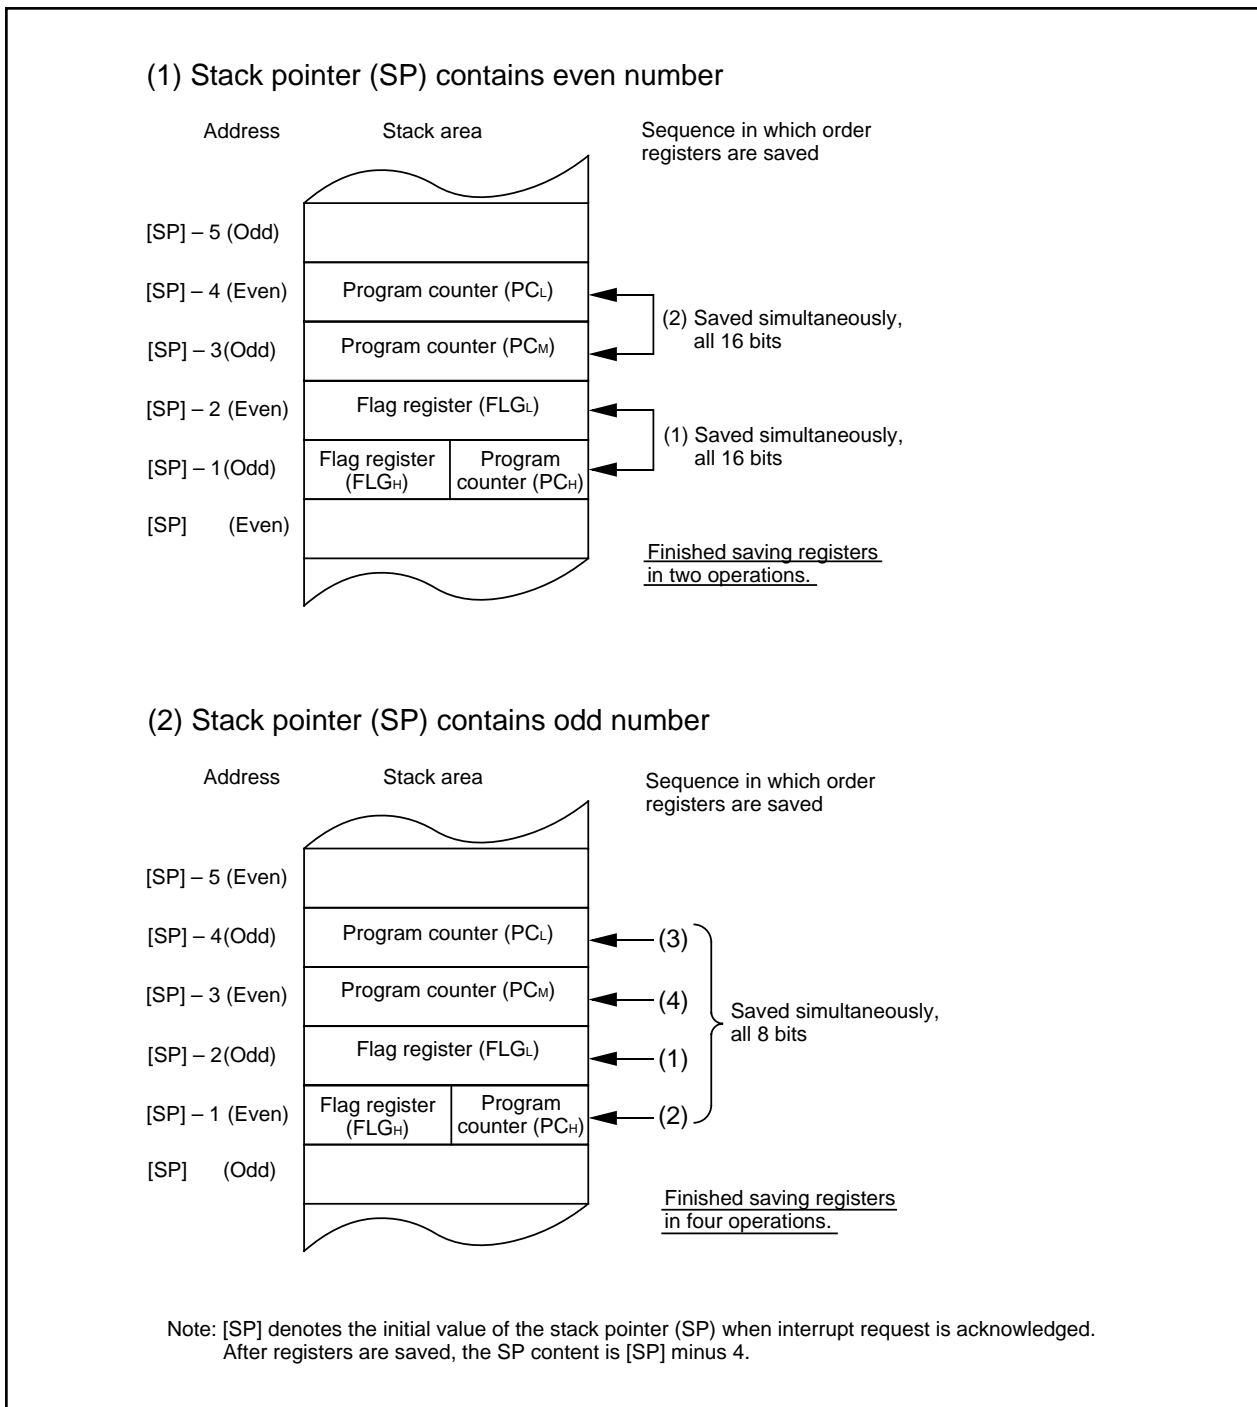 (1) Stack pointer (SP) contains even number
Address
Stack area
Sequence in which order
registers are saved
[SP] – 5 (Odd)
[SP] – 4 (Even)
Program counter (PCL)
[SP] – 3(Odd)
Program counter (PCM)
(2) Saved simultaneously,
all 16 bits
[SP] – 2 (Even)
Flag register (FLGL)
[SP] – 1(Odd)
Flag register
(FLGH)
Program
counter (PCH)
(1) Saved simultaneously,
all 16 bits
[SP] (Even)
Finished saving registers
in two operations.
(2) Stack pointer (SP) contains odd number
Address
Stack area
Sequence in which order
registers are saved
[SP] – 5 (Even)
[SP] – 4(Odd)
Program counter (PCL)
(3)
[SP] – 3 (Even)
Program counter (PCM)
(4)
Saved simultaneously,
all 8 bits
[SP] – 2(Odd)
Flag register (FLGL)
(1)
[SP] – 1 (Even)
Flag register
(FLGH)
Program
counter (PCH)
(2)
[SP] (Odd)
Finished saving registers
in four operations.
Note: [SP] denotes the initial value of the stack pointer (SP) when interrupt request is acknowledged.
After registers are saved, the SP content is [SP] minus 4.